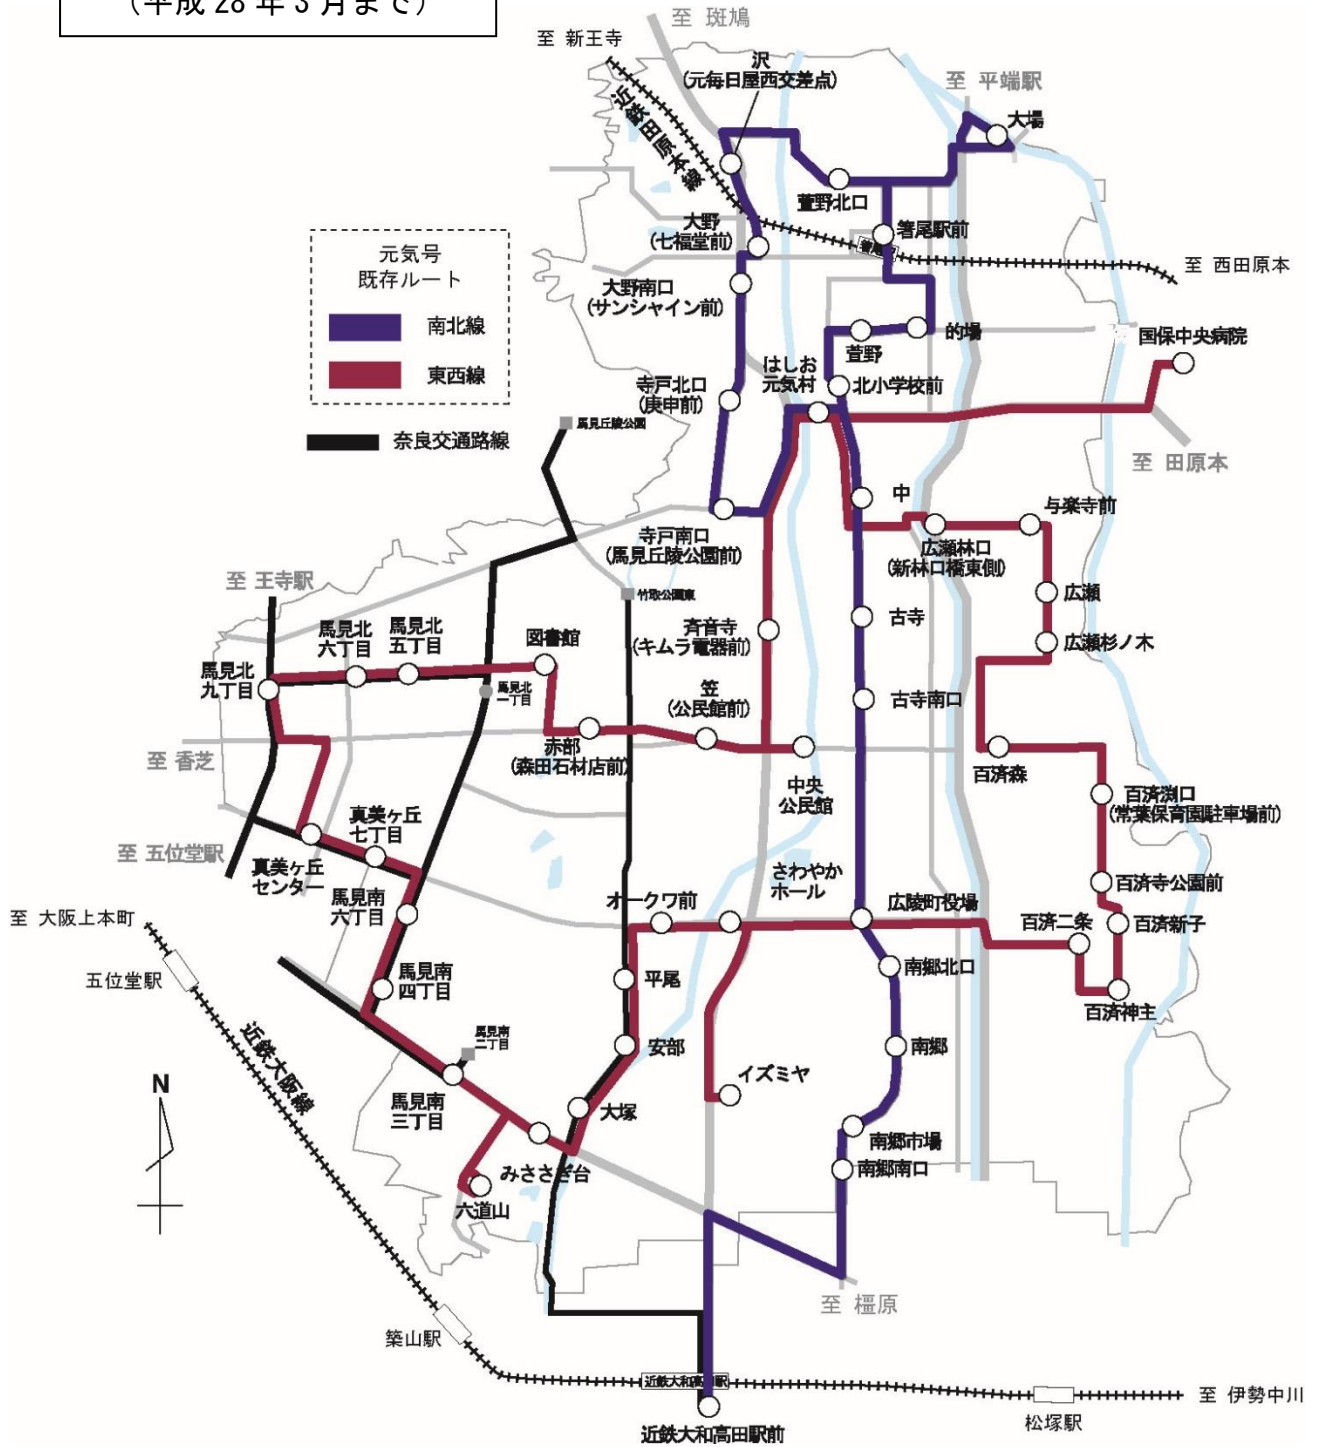 (平成 28 年 3 月まで)
至 斑鳩
至 新王寺
沢
(元毎日屋西交差点)
至 平端駅
大場
近鉄田原本線
萱野北口
大野
(七福堂前)
箸尾駅前
至 西田原本
元気号
既存ルート
南北線
東西線
奈良交通路線
大野南口
(サンシャイン前)
的場
萱野
国保中央病院
はしお
元気村
北小学校前
寺戸北口
(庚申前)
馬見丘陵公園
至 田原本
中
与楽寺前
寺戸南口
(馬見丘陵公園前)
広瀬林口
(新林口橋東側)
至 王寺駅
竹取公園東
広瀬
馬見北
六丁目
馬見北
五丁目
図書館
斉音寺
(キムラ電器前)
古寺
広瀬杉ノ木
馬見北
九丁目
馬見北
一丁目
笠
(公民館前)
古寺南口
至 香芝
赤部
(森田石材店前)
百済森
中央
公民館
百済渕口
(常葉保育園駐車場前)
真美ヶ丘
七丁目
至 五位堂駅
真美ヶ丘
センター
さわやか
ホール
百済寺公園前
馬見南
六丁目
オークワ前
広陵町役場
百済二条
百済新子
至 大阪上本町
五位堂駅
馬見南
四丁目
平尾
南郷北口
百済神主
近鉄大阪線
馬見南
二丁目
安部
南郷
N
イズミヤ
馬見南
三丁目
大塚
南郷市場
みささぎ台
南郷南口
六道山
至 橿原
築山駅
近鉄大和高田駅
至 伊勢中川
松塚駅
近鉄大和高田駅前